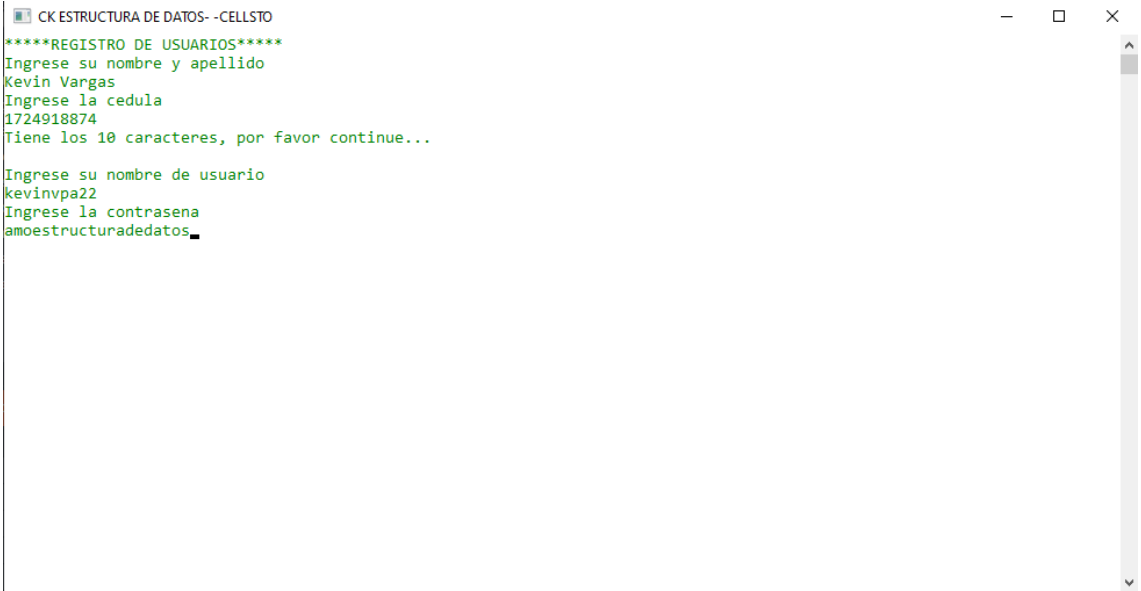 CK ESTRUCTURA DE DATOS- -CELLSTO
*****REGISTRO DE USUARIOS*****
Ingrese su nombre y apellido
Kevin Vargas
Ingrese la cedula
1724918874
Tiene los 10 caracteres, por favor continue...
Ingrese su nombre de usuario
kevinvpa22
Ingrese la contrasena
amoestructuradedatos